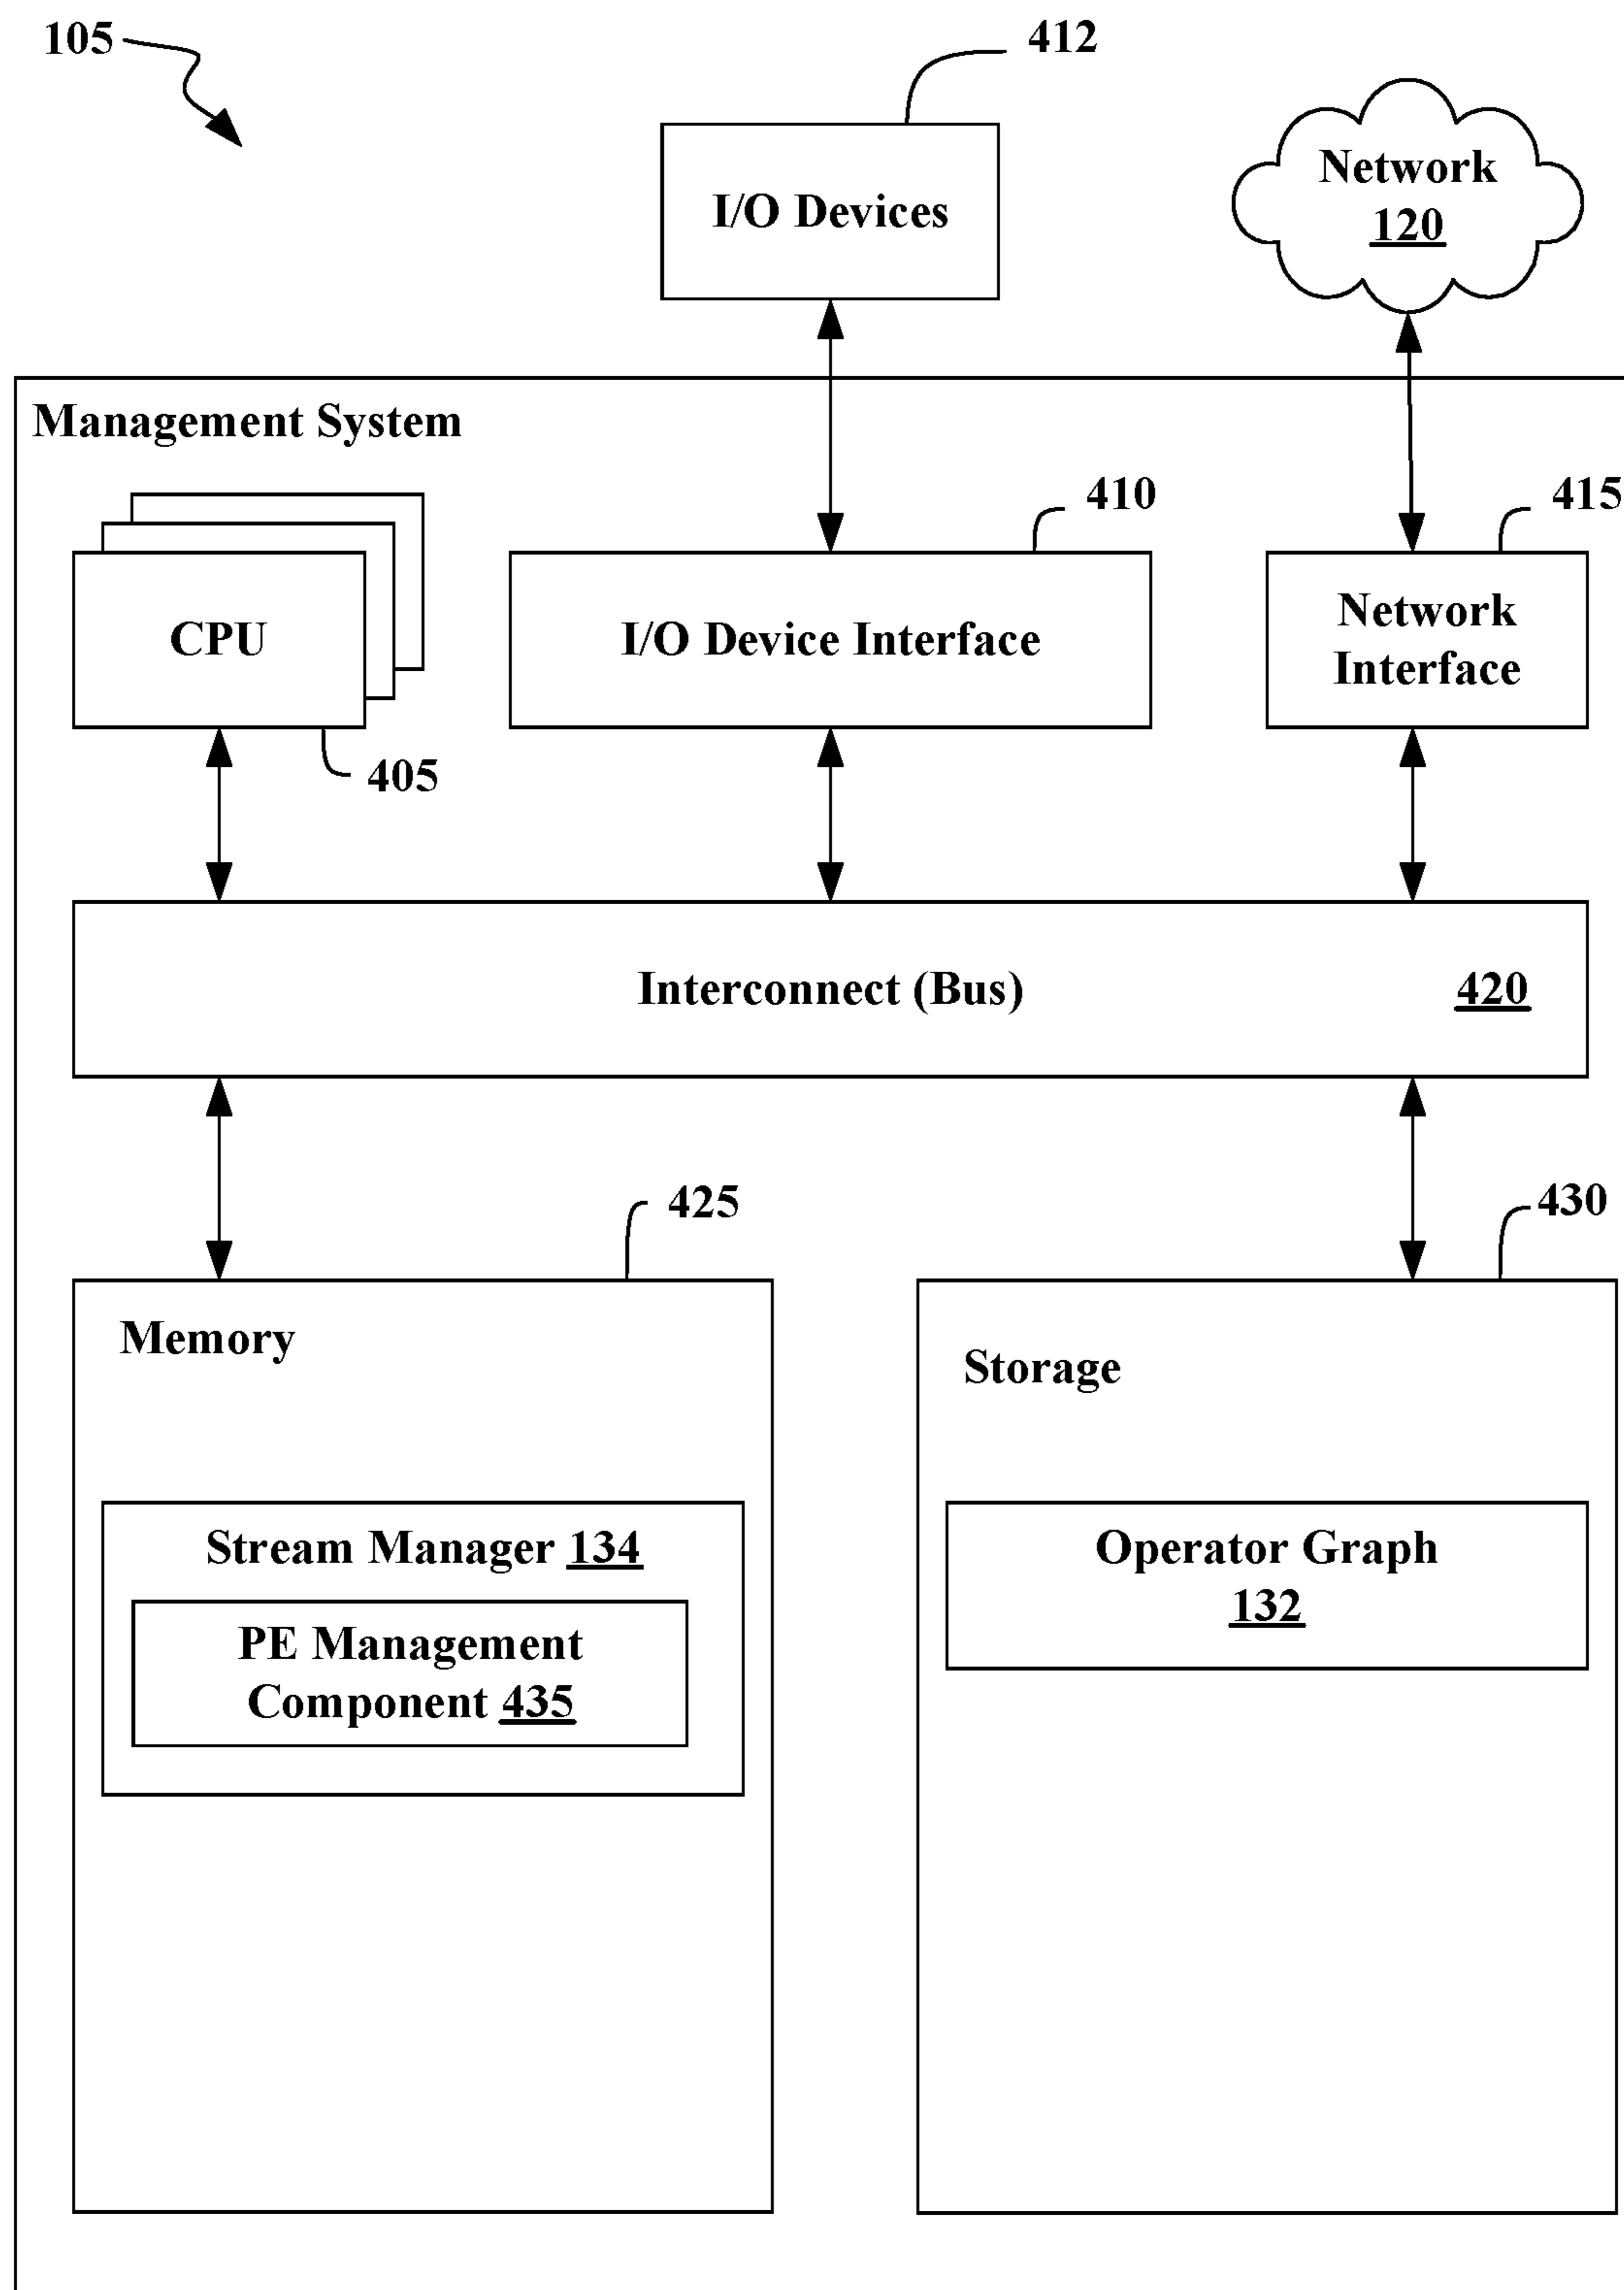 105
412
I/O Devices
Network
120
Management System
410
415
CPU
I/O Device Interface
Network
Interface
405
Interconnect (Bus)
420
425
430
Memory
Storage
Stream Manager 134
PE Management
Component 435
Operator Graph
132